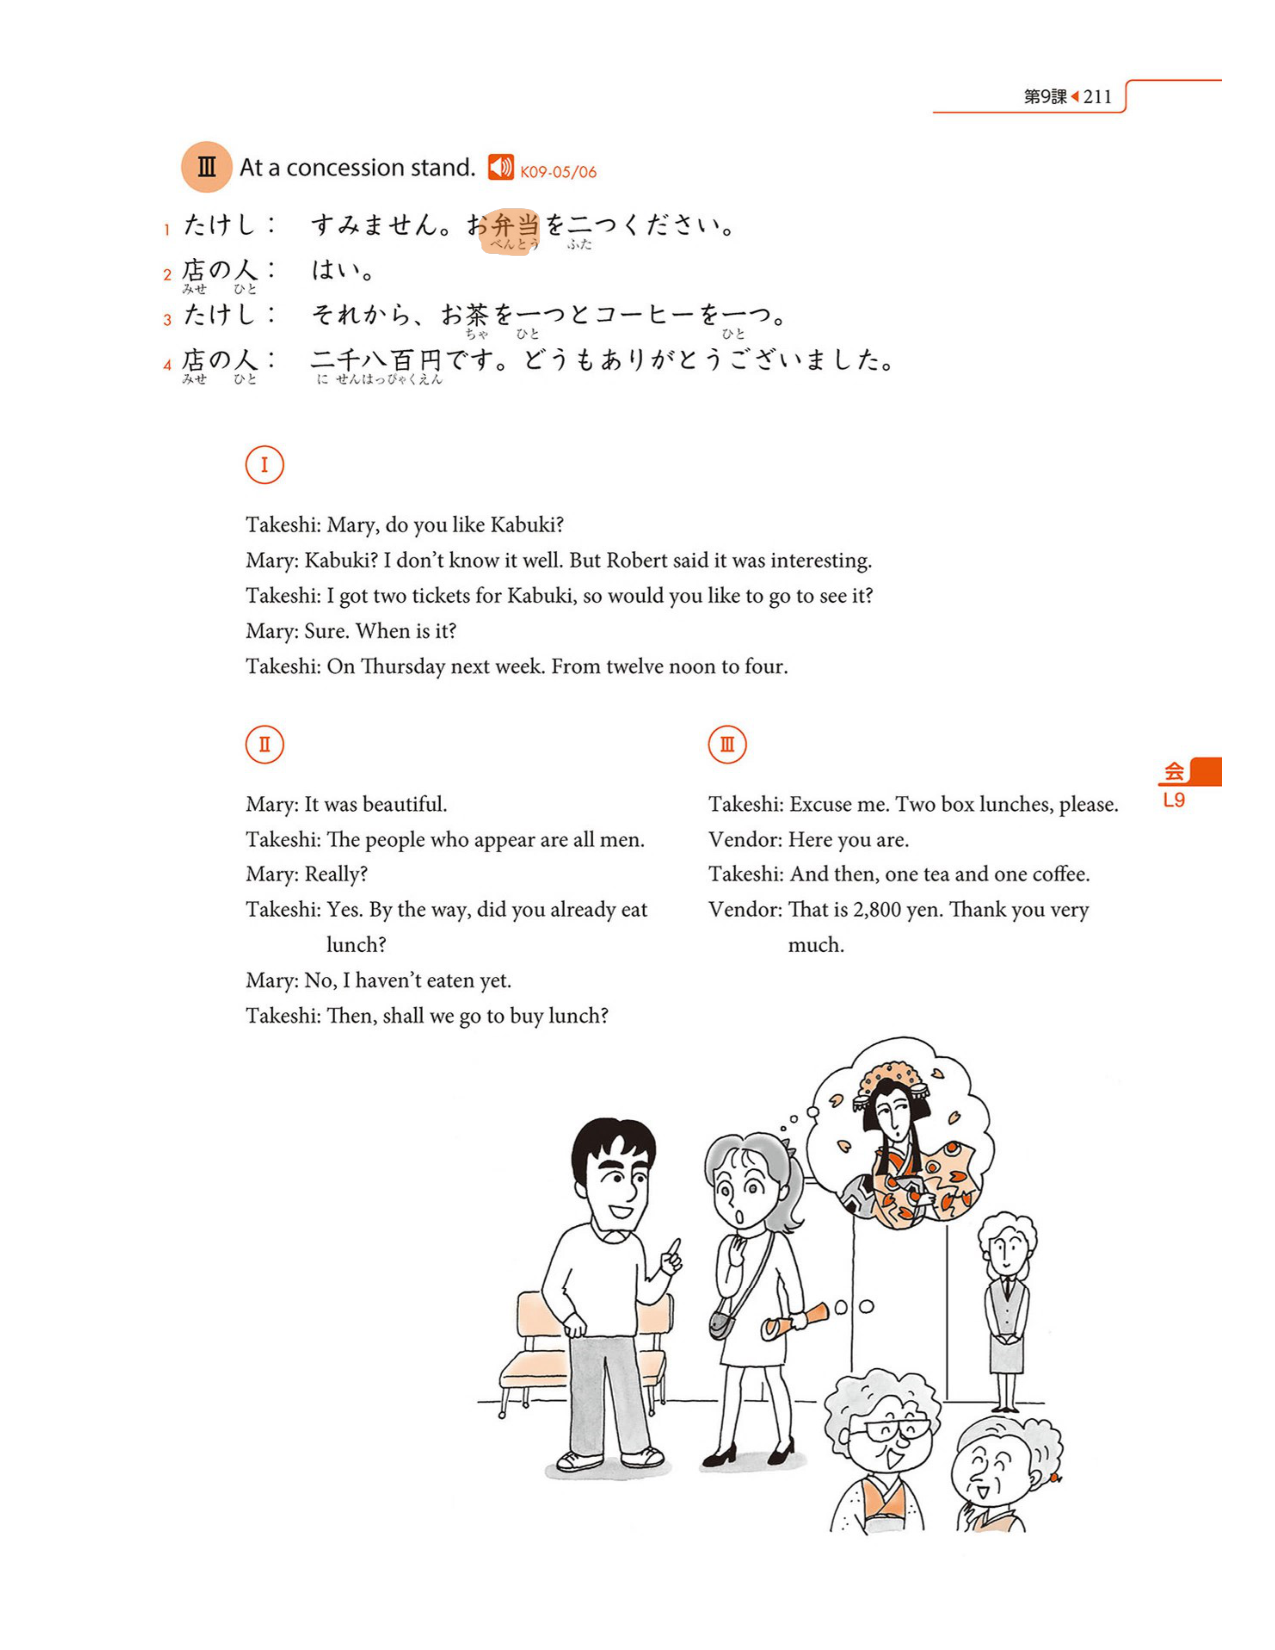 第9課◀211
Ⅲ At a concession stand. K09-05/06
1 たけし： すみません。お弁当を二つください。
べんとう ふた
2 店の人： はい。
みせ ひと
3 たけし： それから、お茶を一つとコーヒーを一つ。
ちゃ ひと ひと
4 店の人： 二千八百円です。どうもありがとうございました。
みせ ひと に せんはっぴゃくえん
Ⅰ
Takeshi: Mary, do you like Kabuki?
Mary: Kabuki? I don't know it well. But Robert said it was interesting.
Takeshi: I got two tickets for Kabuki, so would you like to go to see it?
Mary: Sure. When is it?
Takeshi: On Thursday next week. From twelve noon to four.
Ⅱ
Mary: It was beautiful.
Takeshi: The people who appear are all men.
Mary: Really?
Takeshi: Yes. By the way, did you already eat
lunch?
Mary: No, I haven't eaten yet.
Takeshi: Then, shall we go to buy lunch?
Ⅲ
Takeshi: Excuse me. Two box lunches, please.
Vendor: Here you are.
Takeshi: And then, one tea and one coffee.
Vendor: That is 2,800 yen. Thank you very
much.
会
L9